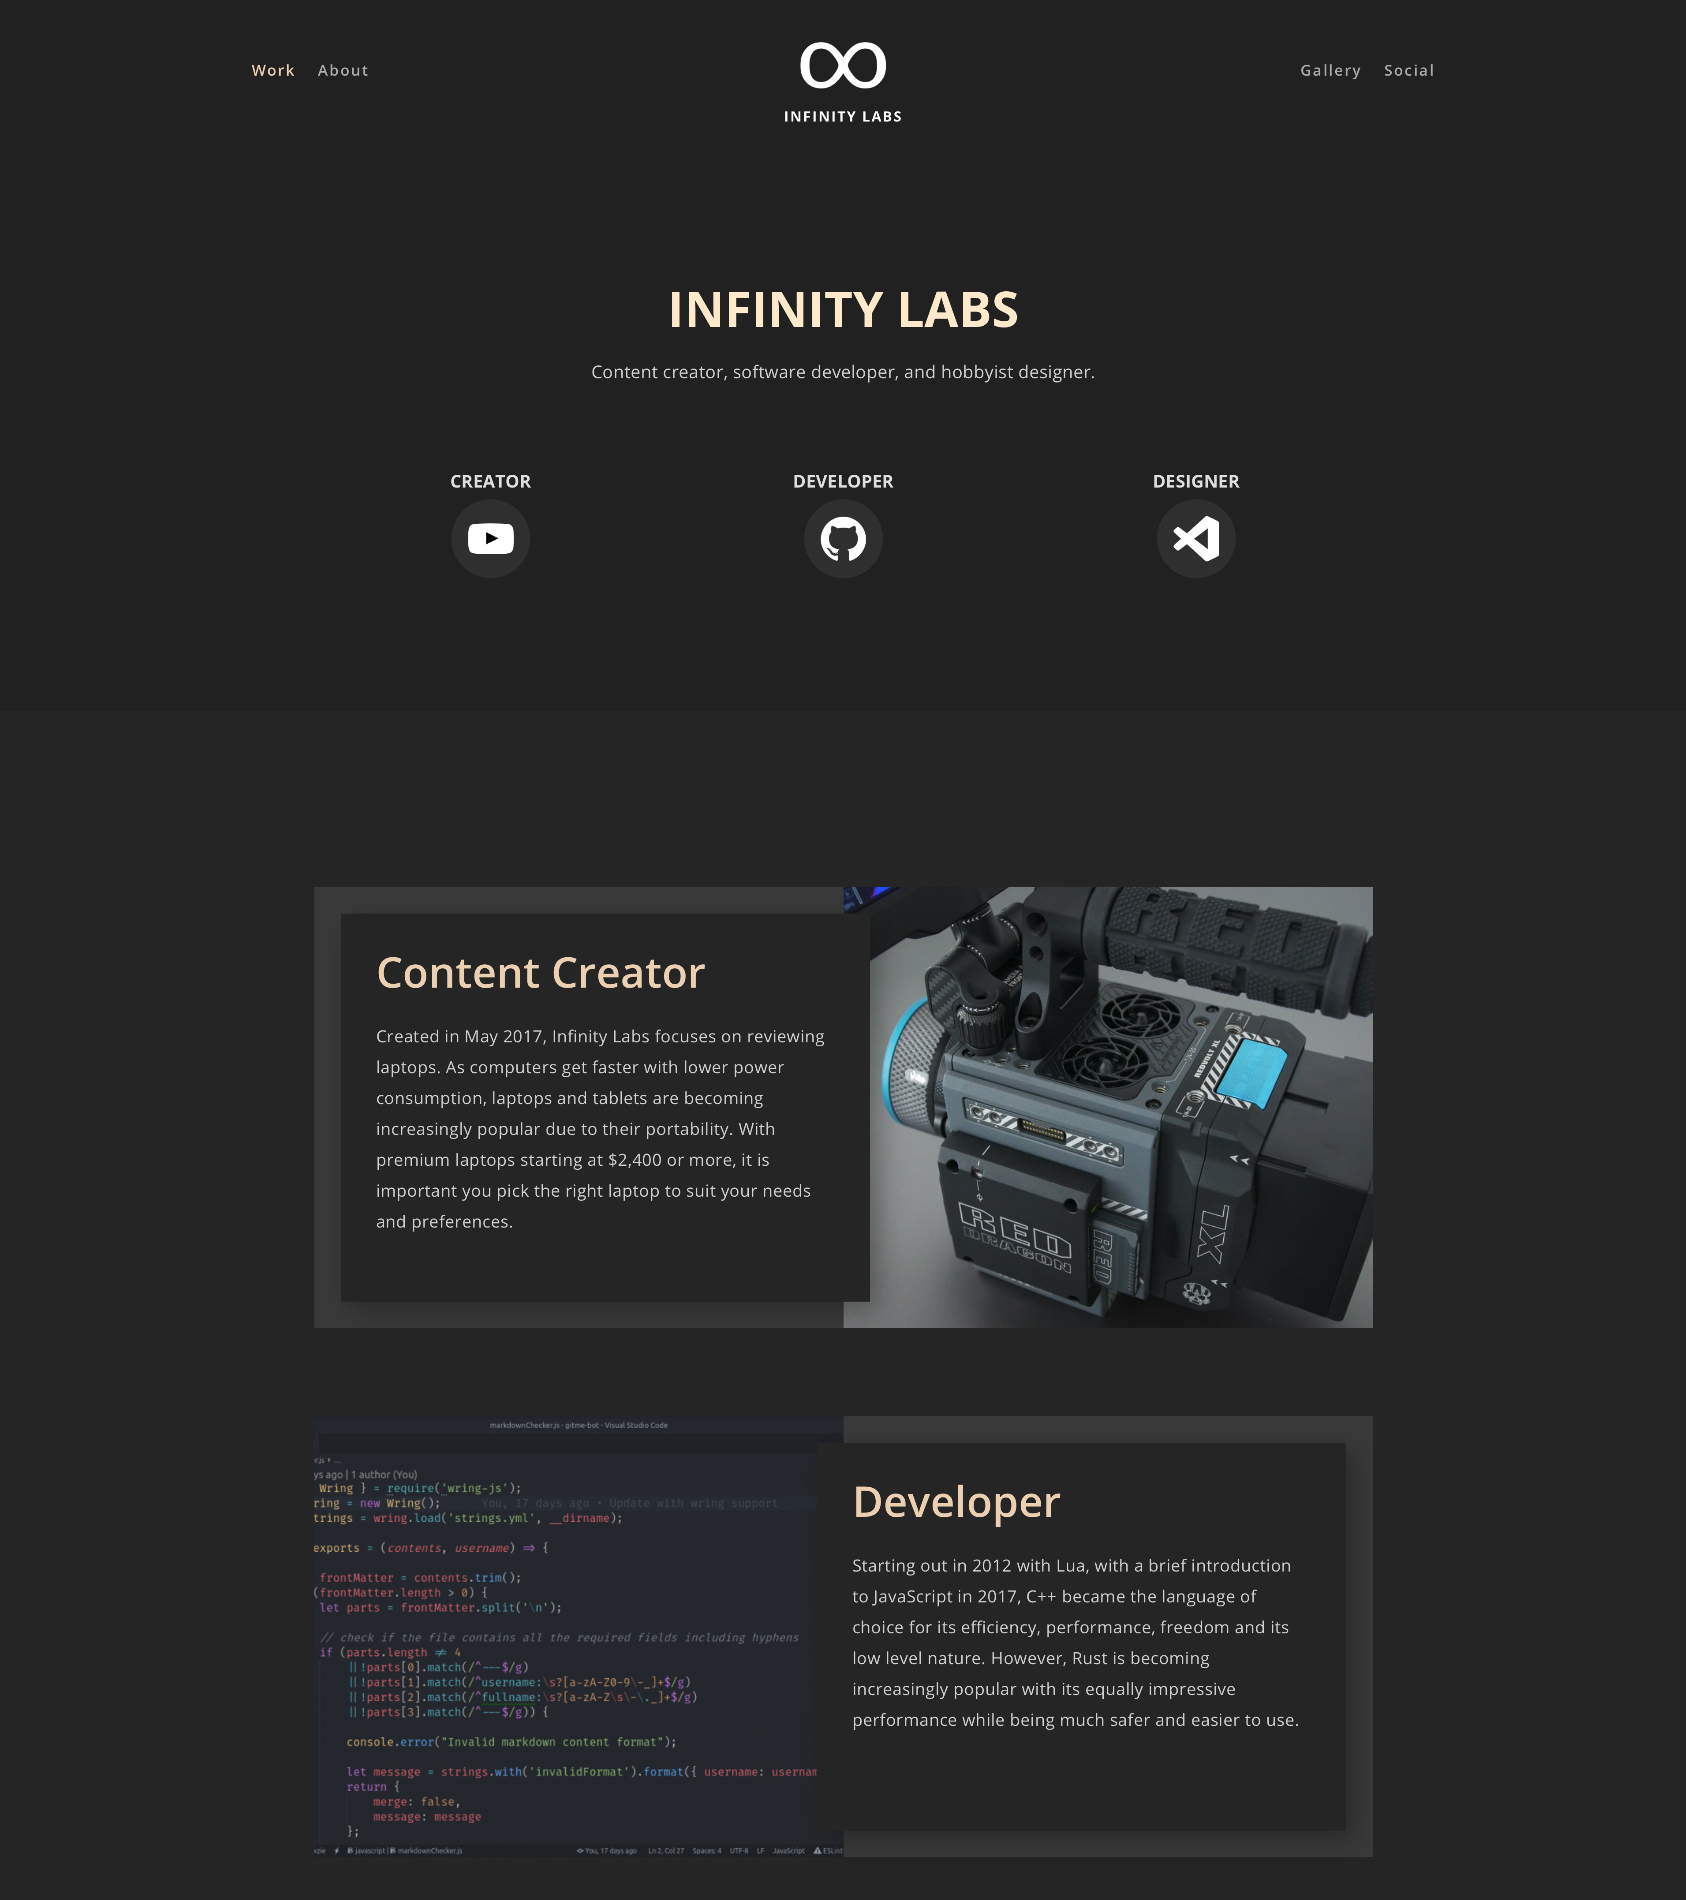 Work About
INFINITY LABS
Gallery Social
INFINITY LABS
Content creator, software developer, and hobbyist designer.
CREATOR
DEVELOPER
DESIGNER
Content Creator
Created in May 2017, Infinity Labs focuses on reviewing
laptops. As computers get faster with lower power
consumption, laptops and tablets are becoming
increasingly popular due to their portability. With
premium laptops starting at $2,400 or more, it is
important you pick the right laptop to suit your needs
and preferences.
RED
REDVOLT XL
RED
DRAGON
RED
XL
markdownChecker.js - gitme-bot - Visual Studio Code
ys ago | 1 author (You)
Wring } = require('wring-js');
ring = new Wring(); You, 17 days ago • Update with wring support
trings = wring.load('strings.yml', __dirname);
exports = (contents, username) => {
frontMatter = contents.trim();
(frontMatter.length > 0) {
let parts = frontMatter.split('\n');
// check if the file contains all the required fields including hyphens
if (parts.length ≠ 4
||!parts[0].match(/^---$/g)
||!parts[1].match(/^username:\s?[a-zA-Z0-9\-_]+$/g)
||!parts[2].match(/^fullname:\s?[a-zA-Z\s\-\._]+$/g)
||!parts[3].match(/^---$/g)) {
console.error("Invalid markdown content format");
let message = strings.with('invalidFormat').format({ username: usernam
return {
merge: false,
message: message
};
xzie javascript | markdownChecker.js You, 17 days ago Ln 2, Col 27 Spaces: 4 UTF-8 LF JavaScript ESLint
Developer
Starting out in 2012 with Lua, with a brief introduction
to JavaScript in 2017, C++ became the language of
choice for its efficiency, performance, freedom and its
low level nature. However, Rust is becoming
increasingly popular with its equally impressive
performance while being much safer and easier to use.